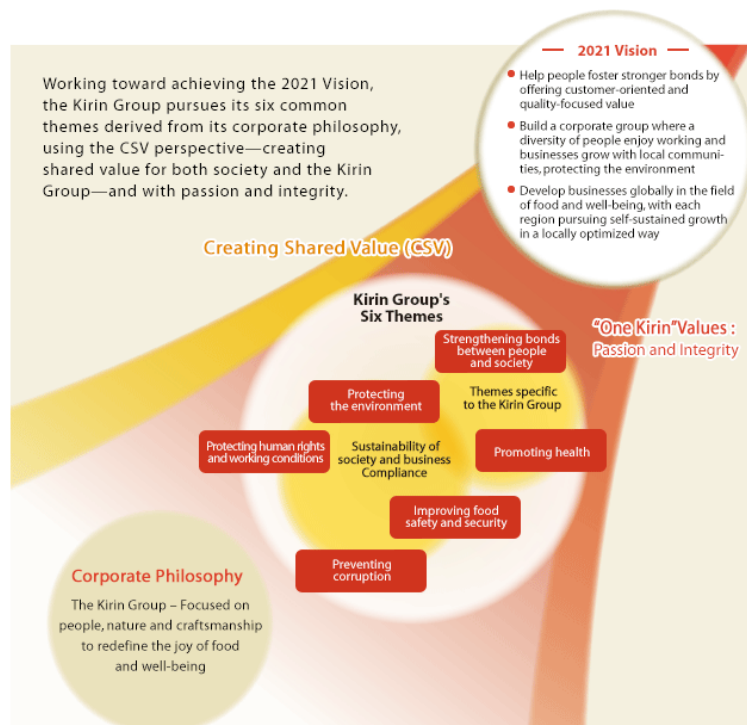 Working toward achieving the 2021 Vision,
the Kirin Group pursues its six common
themes derived from its corporate philosophy,
using the CSV perspective—creating
shared value for both society and the Kirin
Group—and with passion and integrity.
2021 Vision
● Help people foster stronger bonds by
offering customer-oriented and
quality-focused value
● Build a corporate group where a
diversity of people enjoy working and
businesses grow with local communi-
ties, protecting the environment
● Develop businesses globally in the field
of food and well-being, with each
region pursuing self-sustained growth
in a locally optimized way
Creating Shared Value (CSV)
"One Kirin" Values :
Passion and Integrity
Kirin Group's
Six Themes
Strengthening bonds
between people
and society
Themes specific
to the Kirin Group
Protecting
the environment
Protecting human rights
and working conditions
Sustainability of
society and business
Compliance
Promoting health
Improving food
safety and security
Preventing
corruption
Corporate Philosophy
The Kirin Group – Focused on
people, nature and craftsmanship
to redefine the joy of food
and well-being